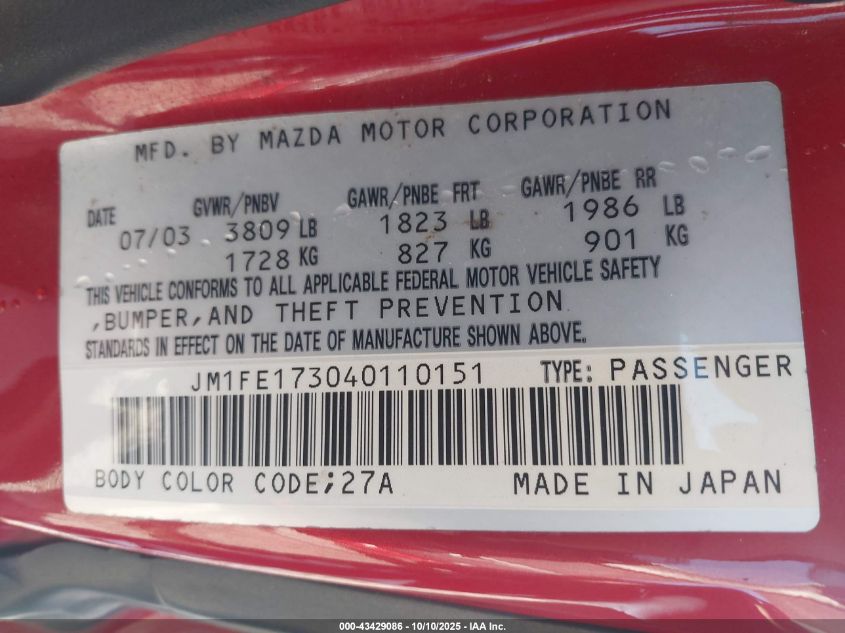 MFD. BY MAZDA MOTOR CORPORATION
DATE GVWR/PNBV GAWR/PNBE FRT GAWR/PNBE RR
07/03 3809 LB 1823 LB 1986 LB
1728 KG 827 KG 901 KG
THIS VEHICLE CONFORMS TO ALL APPLICABLE FEDERAL MOTOR VEHICLE SAFETY
,BUMPER,AND THEFT PREVENTION
STANDARDS IN EFFECT ON THE DATE OF MANUFACTURE SHOWN ABOVE.
JM1FE173040110151 TYPE: PASSENGER
BODY COLOR CODE;27A MADE IN JAPAN
000-43429086 - 10/10/2025 - IAA Inc.